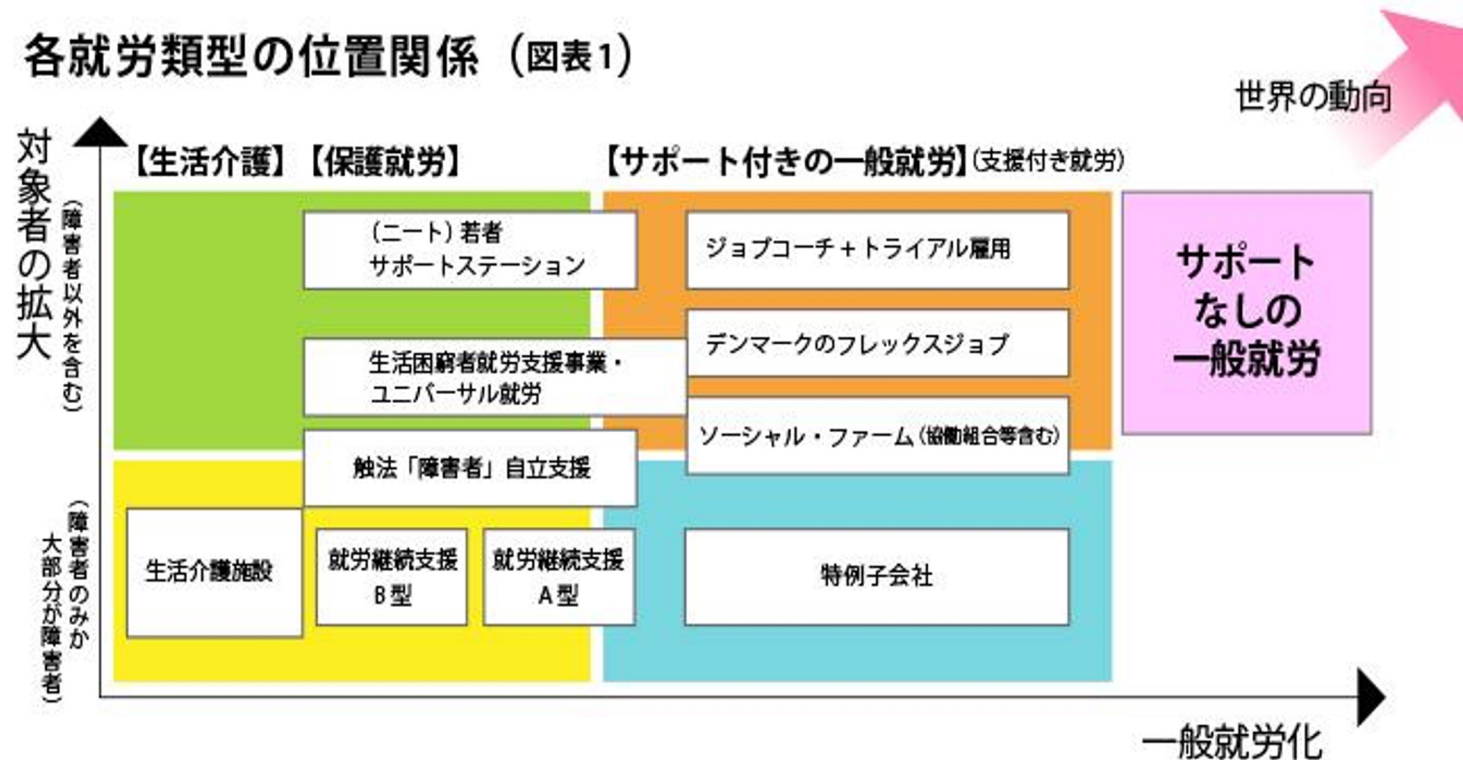 各就労類型の位置関係（図表1）
世界の動向
対象者の拡大
（障害者以外を含む）
（障害者のみか
大部分が障害者）
【生活介護】【保護就労】
【サポート付きの一般就労】(支援付き就労)
（ニート）若者
サポートステーション
ジョブコーチ＋トライアル雇用
サポート
なしの
一般就労
生活困窮者就労支援事業・
ユニバーサル就労
デンマークのフレックスジョブ
ソーシャル・ファーム(協働組合等含む)
触法「障害者」自立支援
生活介護施設
就労継続支援
B型
就労継続支援
A型
特例子会社
一般就労化